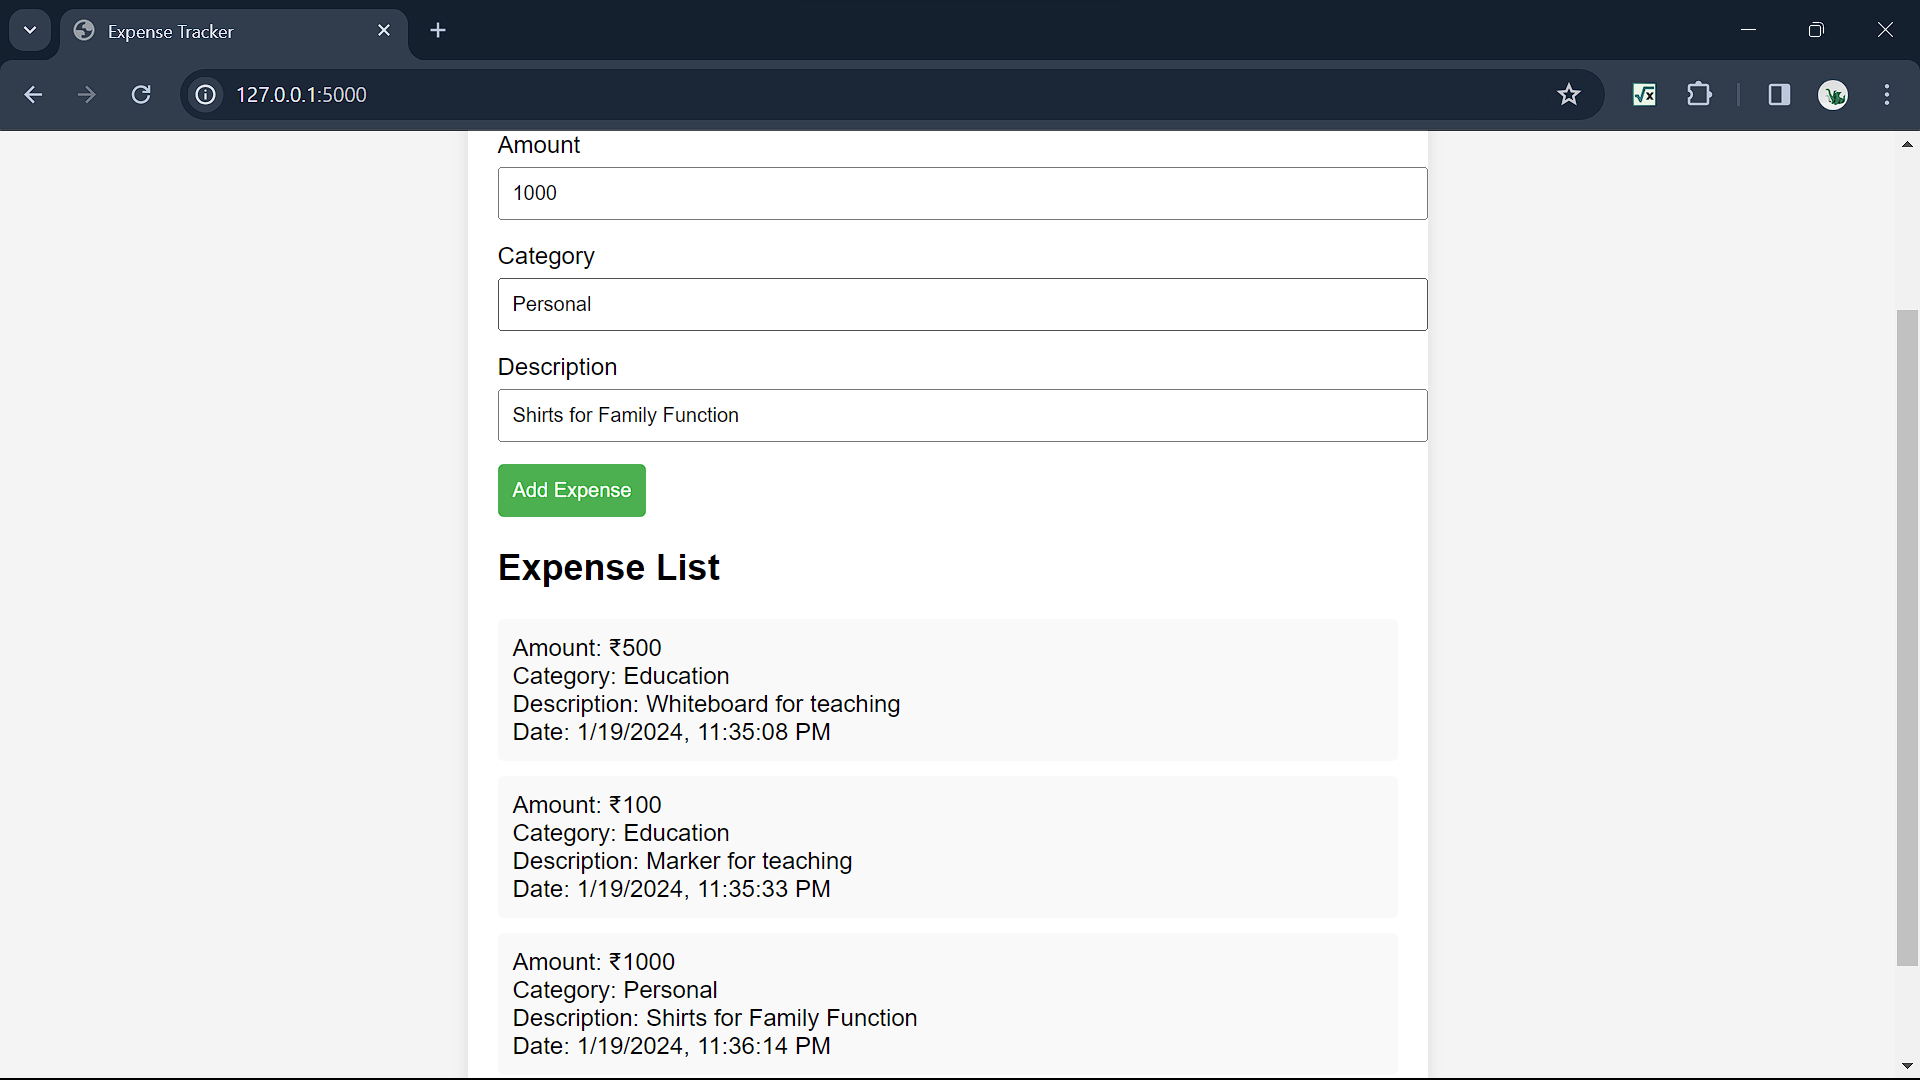 Expense Tracker
127.0.0.1:5000
Amount
1000
Category
Personal
Description
Shirts for Family Function
Add Expense
Expense List
Amount: ₹500
Category: Education
Description: Whiteboard for teaching
Date: 1/19/2024, 11:35:08 PM
Amount: ₹100
Category: Education
Description: Marker for teaching
Date: 1/19/2024, 11:35:33 PM
Amount: ₹1000
Category: Personal
Description: Shirts for Family Function
Date: 1/19/2024, 11:36:14 PM